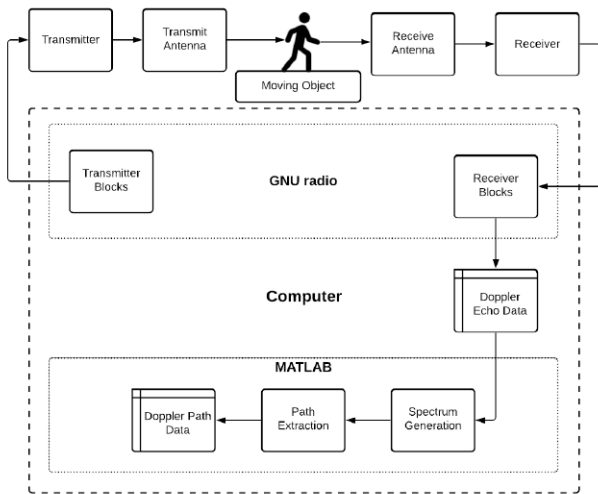 Transmitter
Transmit
Antenna
Moving Object
Receive
Antenna
Receiver
Transmitter
Blocks
GNU radio
Receiver
Blocks
Computer
Doppler
Echo Data
MATLAB
Doppler Path
Data
Path
Extraction
Spectrum
Generation